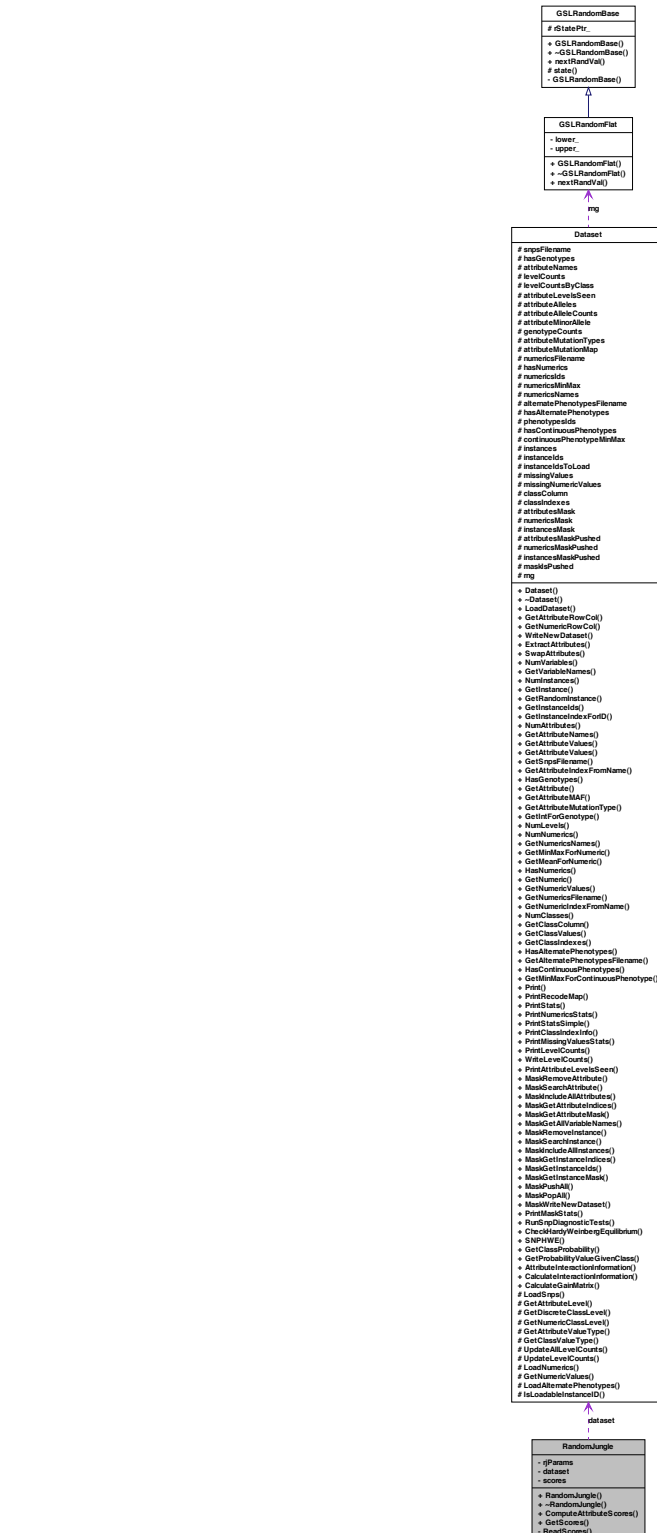 GSLRandomBase
# rStatePtr_
+ GSLRandomBase()
+ ~GSLRandomBase()
+ nextRandVal()
# state()
- GSLRandomBase()
GSLRandomFlat
- lower_
- upper_
+ GSLRandomFlat()
+ ~GSLRandomFlat()
+ nextRandVal()
rng
Dataset
# snpsFilename
# hasGenotypes
# attributeNames
# levelCounts
# levelCountsByClass
# attributeLevelsSeen
# attributeAlleles
# attributeAlleleCounts
# attributeMinorAllele
# genotypeCounts
# attributeMutationTypes
# attributeMutationMap
# numericsFilename
# hasNumerics
# numericsIds
# numericsMinMax
# numericsNames
# alternatePhenotypesFilename
# hasAlternatePhenotypes
# phenotypesIds
# hasContinuousPhenotypes
# continuousPhenotypeMinMax
# instances
# instanceIds
# instanceIdsToLoad
# missingValues
# missingNumericValues
# classColumn
# classIndexes
# attributesMask
# numericsMask
# instancesMask
# attributesMaskPushed
# numericsMaskPushed
# instancesMaskPushed
# maskIsPushed
# rng
+ Dataset()
+ ~Dataset()
+ LoadDataset()
+ GetAttributeRowCol()
+ GetNumericRowCol()
+ WriteNewDataset()
+ ExtractAttributes()
+ SwapAttributes()
+ NumVariables()
+ GetVariableNames()
+ NumInstances()
+ GetInstance()
+ GetRandomInstance()
+ GetInstanceIds()
+ GetInstanceIndexForID()
+ NumAttributes()
+ GetAttributeNames()
+ GetAttributeValues()
+ GetAttributeValues()
+ GetSnpsFilename()
+ GetAttributeIndexFromName()
+ HasGenotypes()
+ GetAttribute()
+ GetAttributeMAF()
+ GetAttributeMutationType()
+ GetIntForGenotype()
+ NumLevels()
+ NumNumerics()
+ GetNumericsNames()
+ GetMinMaxForNumeric()
+ GetMeanForNumeric()
+ HasNumerics()
+ GetNumeric()
+ GetNumericValues()
+ GetNumericsFilename()
+ GetNumericIndexFromName()
+ NumClasses()
+ GetClassColumn()
+ GetClassValues()
+ GetClassIndexes()
+ HasAlternatePhenotypes()
+ GetAlternatePhenotypesFilename()
+ HasContinuousPhenotypes()
+ GetMinMaxForContinuousPhenotype()
+ Print()
+ PrintRecodeMap()
+ PrintStats()
+ PrintNumericsStats()
+ PrintStatsSimple()
+ PrintClassIndexInfo()
+ PrintMissingValuesStats()
+ PrintLevelCounts()
+ WriteLevelCounts()
+ PrintAttributeLevelsSeen()
+ MaskRemoveAttribute()
+ MaskSearchAttribute()
+ MaskIncludeAllAttributes()
+ MaskGetAttributeIndices()
+ MaskGetAttributeMask()
+ MaskGetAllVariableNames()
+ MaskRemoveInstance()
+ MaskSearchInstance()
+ MaskIncludeAllInstances()
+ MaskGetInstanceIndices()
+ MaskGetInstanceIds()
+ MaskGetInstanceMask()
+ MaskPushAll()
+ MaskPopAll()
+ MaskWriteNewDataset()
+ PrintMaskStats()
+ RunSnpDiagnosticTests()
+ CheckHardyWeinbergEquilibrium()
+ SNPHWE()
+ GetClassProbability()
+ GetProbabilityValueGivenClass()
+ AttributeInteractionInformation()
+ CalculateInteractionInformation()
+ CalculateGainMatrix()
# LoadSnps()
# GetAttributeLevel()
# GetDiscreteClassLevel()
# GetNumericClassLevel()
# GetAttributeValueType()
# GetClassValueType()
# UpdateAllLevelCounts()
# UpdateLevelCounts()
# LoadNumerics()
# GetNumericValues()
# LoadAlternatePhenotypes()
# IsLoadableInstanceID()
dataset
RandomJungle
- rjParams
- dataset
- scores
+ RandomJungle()
+ ~RandomJungle()
+ ComputeAttributeScores()
+ GetScores()
- ReadScores()